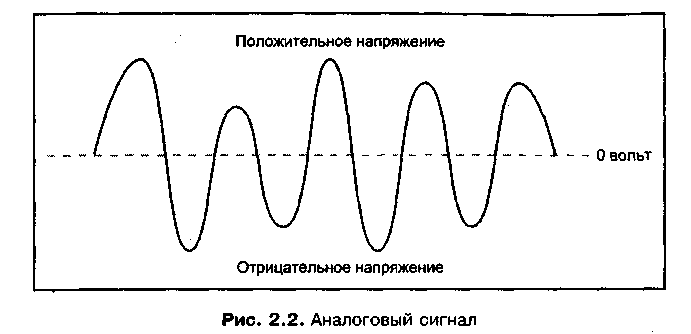 Положительное напряжение
0 вольт
Отрицательное напряжение
Рис. 2.2. Аналоговый сигнал